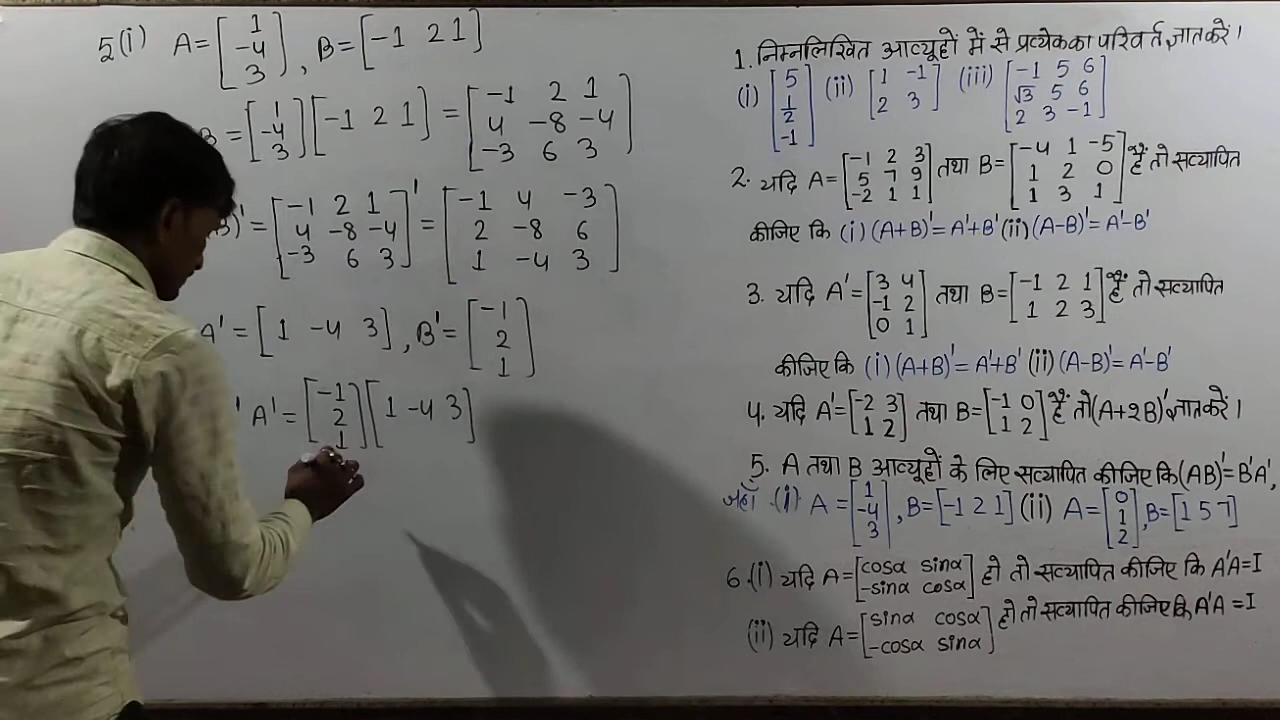 5(i) A = [1 -4 3], B = [-1 2 1]
B = [1 -4 3] [-1 2 1] = [-1 2 1
4 -8 -4
-3 6 3]
)' = [-1 2 1
4 -8 -4
-3 6 3]' = [-1 4 -3
2 -8 6
1 -4 3]
A' = [1 -4 3], B' = [-1 2 1]
' A' = [-1 2 1] [1 -4 3]
1. निम्नलिखित आव्यूहों में से प्रत्येक का परिवर्त ज्ञात करें।
(i) [5 1/2 -1] (ii) [1 -1
2 3] (iii) [-1 5 6
√3 5 6
2 3 -1]
2. यदि A = [-1 2 3
5 7 9
-2 1 1] तथा B = [-4 1 -5
1 2 0
1 3 1] हैं तो सत्यापित
कीजिए कि (i) (A+B)' = A'+B' (ii) (A-B)' = A'-B'
3. यदि A' = [3 4
-1 2
0 1] तथा B = [-1 2 1
1 2 3] हैं तो सत्यापित
कीजिए कि (i) (A+B)' = A'+B' (ii) (A-B)' = A'-B'
4. यदि A' = [-2 3
1 2] तथा B = [-1 0
1 2] हैं तो (A+2B)' ज्ञात करें।
5. A तथा B आव्यूहों के लिए सत्यापित कीजिए कि (AB)' = B'A',
जहाँ (i) A = [1 -4 3], B = [-1 2 1] (ii) A = [0 1 2], B = [1 5 7]
6.(i) यदि A = [cosα sinα
-sinα cosα] हो तो सत्यापित कीजिए कि A'A = I
(ii) यदि A = [sinα cosα
-cosα sinα] हो तो सत्यापित कीजिए कि A'A = I